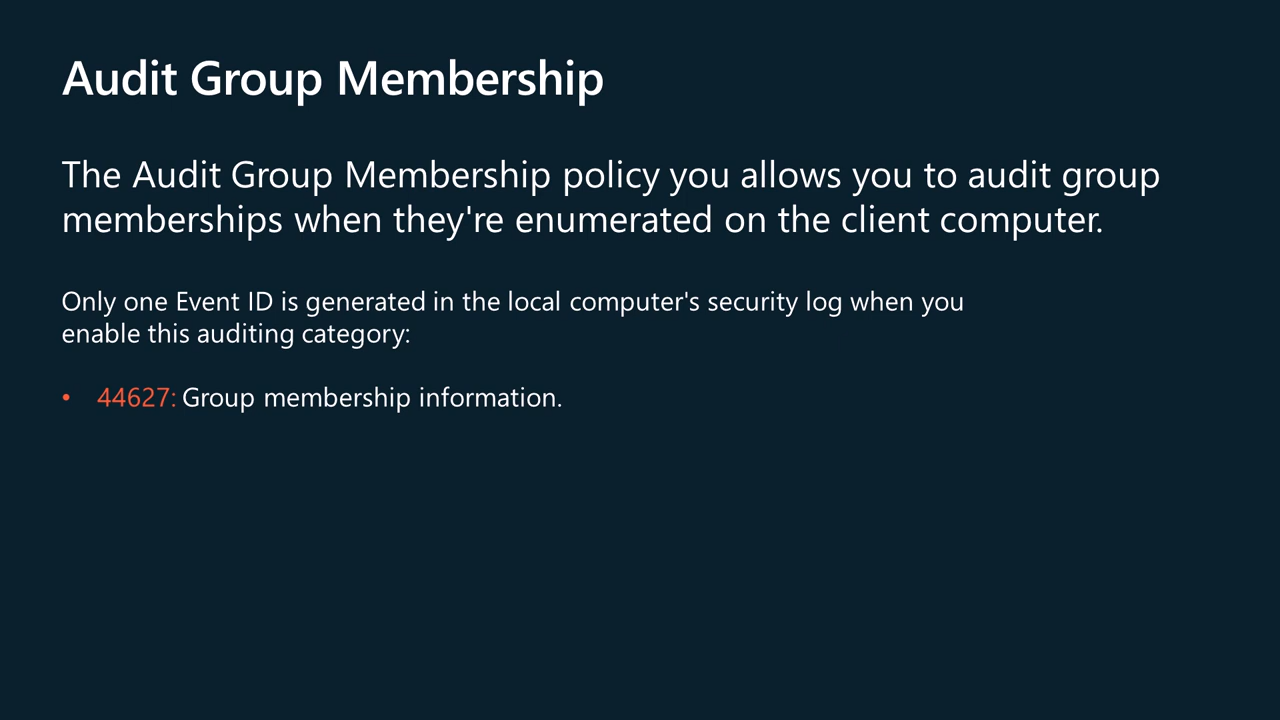 Audit Group Membership
The Audit Group Membership policy you allows you to audit group
memberships when they're enumerated on the client computer.
Only one Event ID is generated in the local computer's security log when you
enable this auditing category:
• 44627: Group membership information.